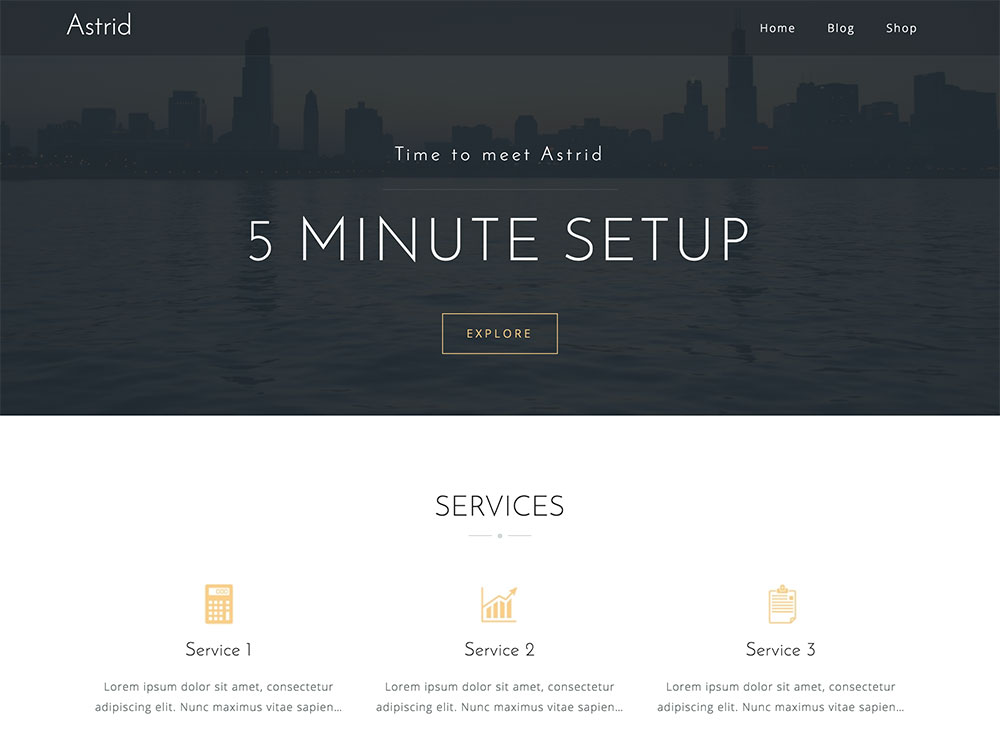 Astrid
Home Blog Shop
Time to meet Astrid
5 MINUTE SETUP
EXPLORE
SERVICES
Service 1
Lorem ipsum dolor sit amet, consectetur
adipiscing elit. Nunc maximus vitae sapien...
Service 2
Lorem ipsum dolor sit amet, consectetur
adipiscing elit. Nunc maximus vitae sapien...
Service 3
Lorem ipsum dolor sit amet, consectetur
adipiscing elit. Nunc maximus vitae sapien...